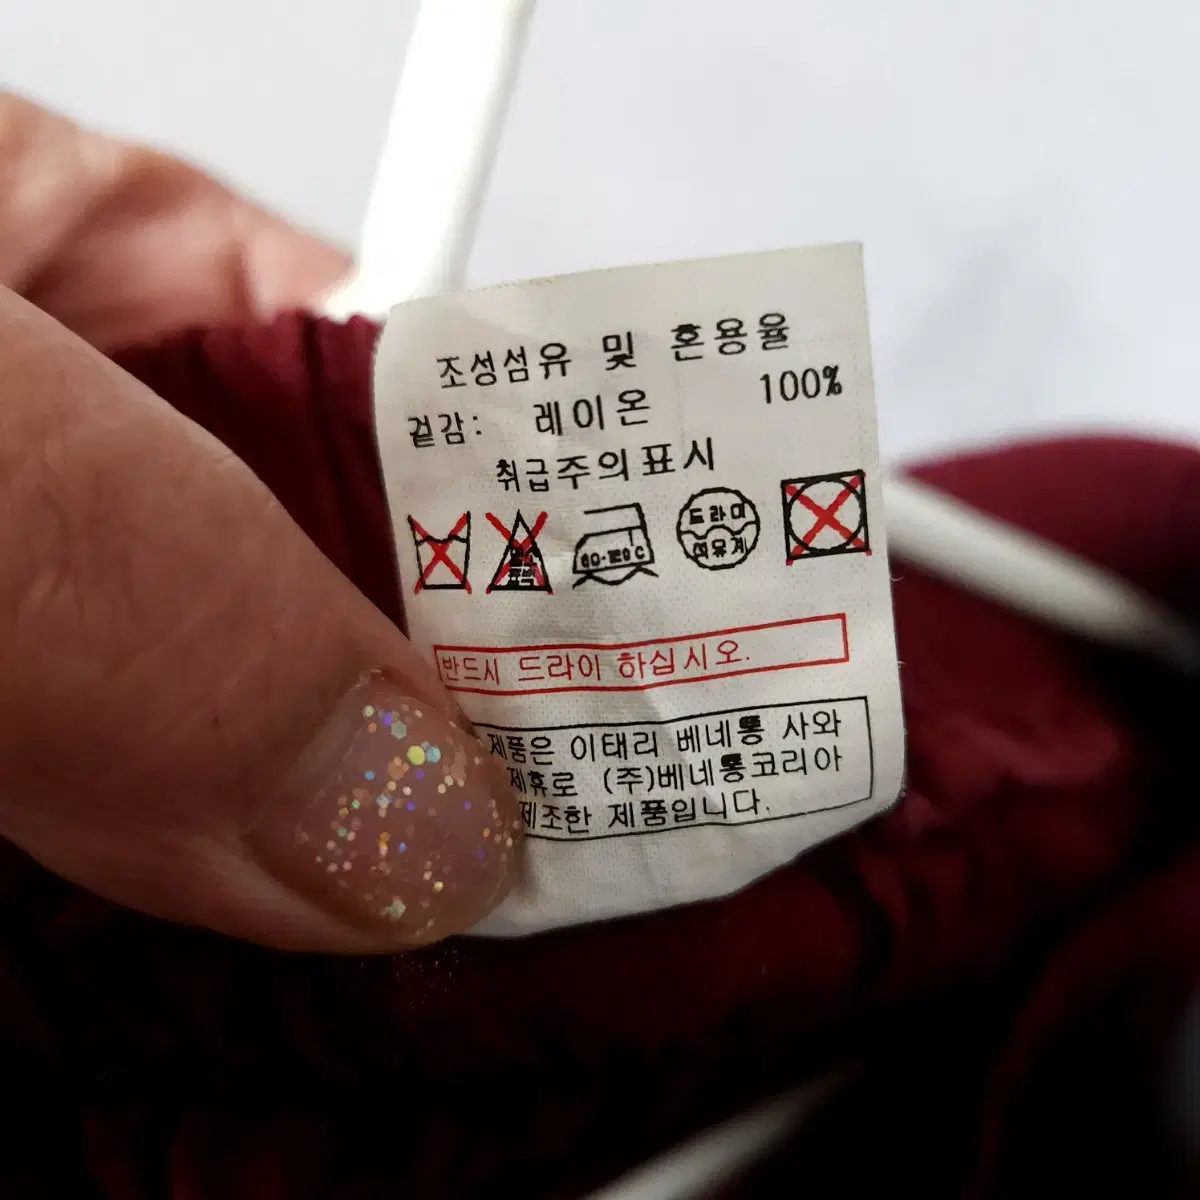 조성섬유 및 혼용율
겉감: 레이온 100%
취급주의표시
80-120℃
드라이
석유계
반드시 드라이 하십시오.
제품은 이태리 베네통 사와
제휴로 (주)베네통코리아
제조한 제품입니다.